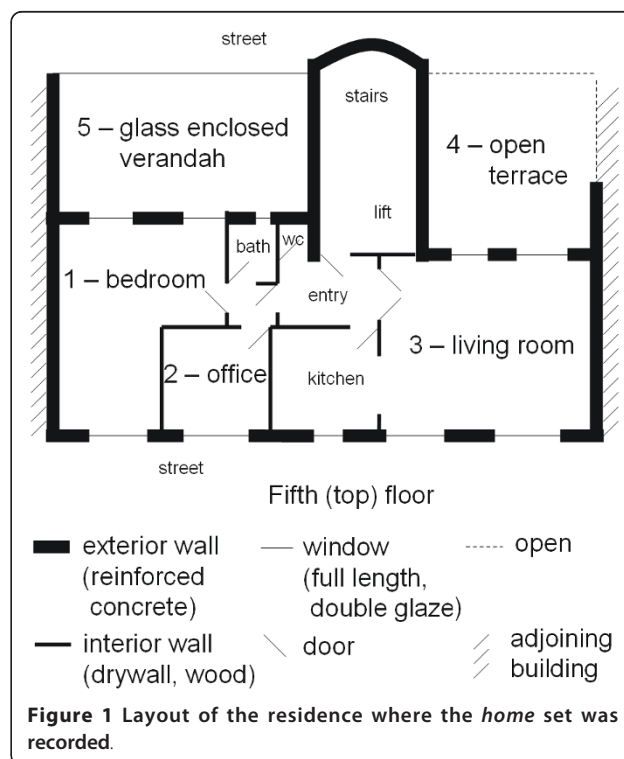 street
stairs
5 – glass enclosed
verandah
4 – open
terrace
lift
bath
wc
1 – bedroom
entry
3 – living room
2 – office
kitchen
street
Fifth (top) floor
exterior wall
(reinforced
concrete)
window
(full length,
double glaze)
open
interior wall
(drywall, wood)
door
adjoining
building
Figure 1 Layout of the residence where the home set was
recorded.